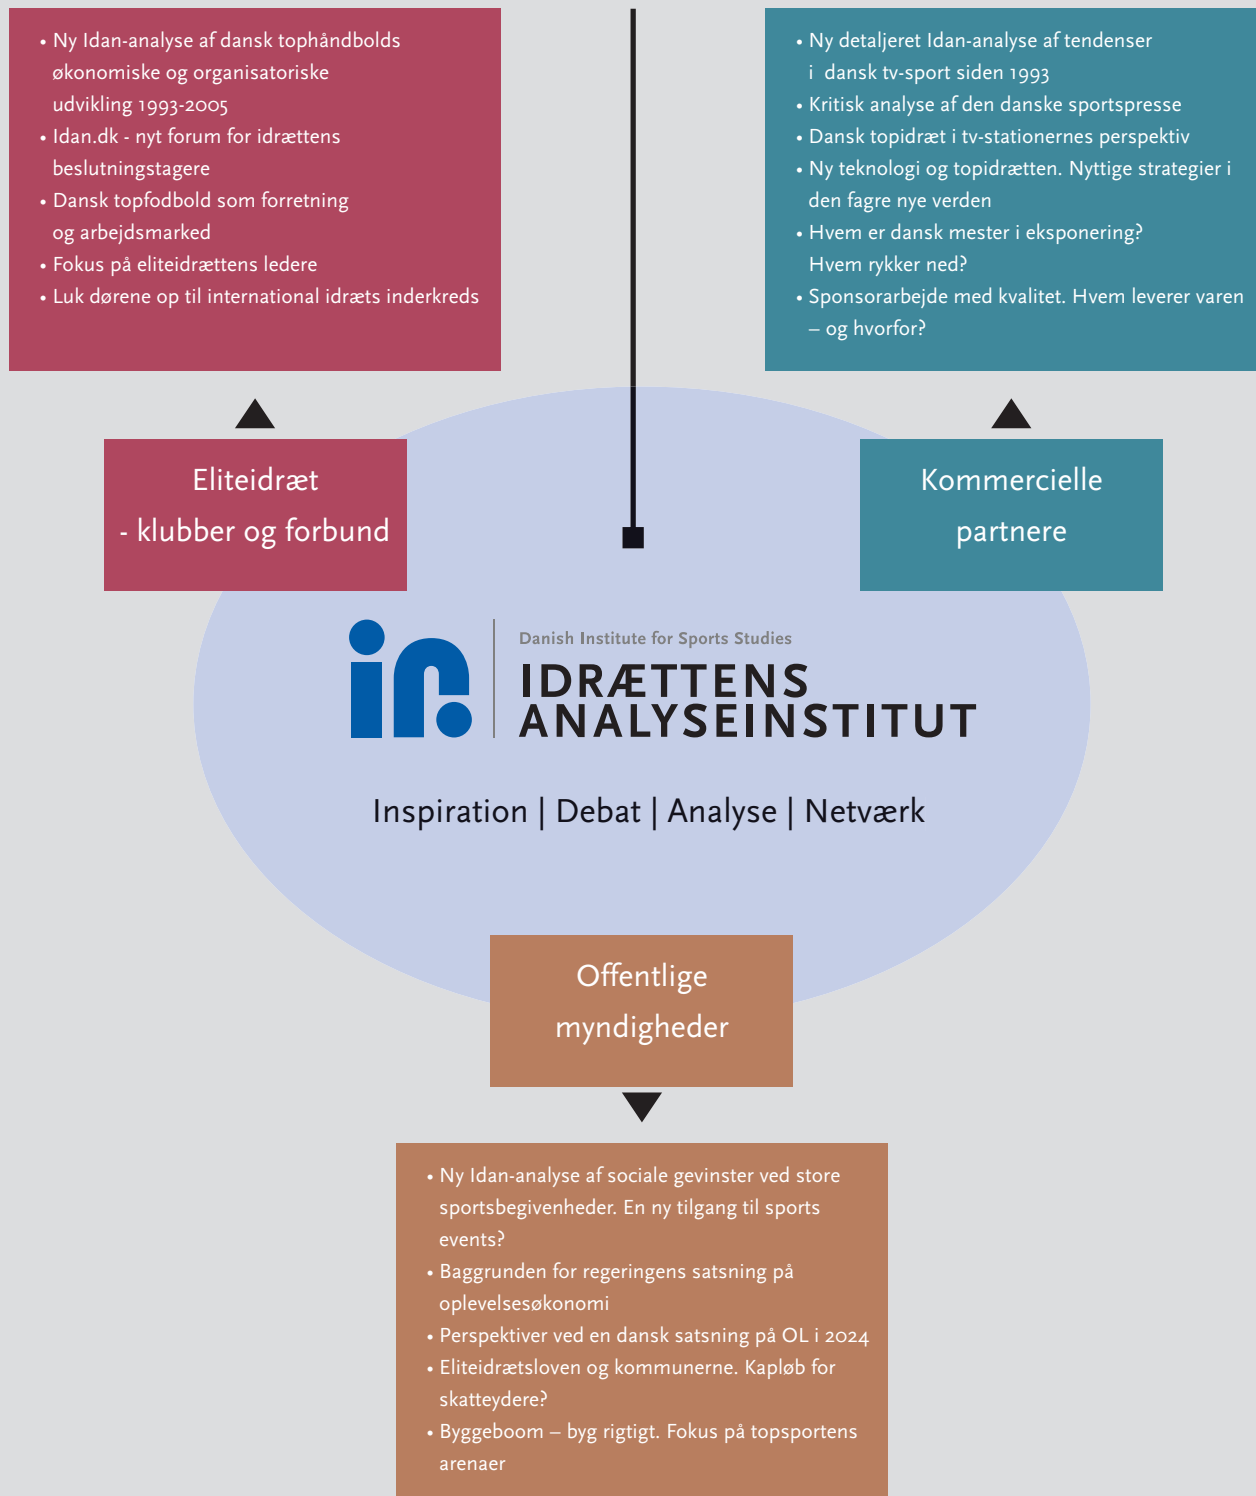 • Ny Idan-analyse af dansk tophåndbolds
økonomiske og organisatoriske
udvikling 1993-2005
• Idan.dk - nyt forum for idrættens
beslutningstagere
• Dansk topfodbold som forretning
og arbejdsmarked
• Fokus på eliteidrættens ledere
• Luk dørene op til international idræts inderkreds
• Ny detaljeret Idan-analyse af tendenser
i dansk tv-sport siden 1993
• Kritisk analyse af den danske sportspresse
• Dansk topidræt i tv-stationernes perspektiv
• Ny teknologi og topidrætten. Nyttige strategier i
den fagre nye verden
• Hvem er dansk mester i eksponering?
Hvem rykker ned?
• Sponsorarbejde med kvalitet. Hvem leverer varen
– og hvorfor?
Eliteidræt
- klubber og forbund
Kommercielle
partnere
Danish Institute for Sports Studies
IDRÆTTENS
ANALYSEINSTITUT
Inspiration | Debat | Analyse | Netværk
Offentlige
myndigheder
• Ny Idan-analyse af sociale gevinster ved store
sportsbegivenheder. En ny tilgang til sports
events?
• Baggrunden for regeringens satsning på
oplevelsesøkonomi
• Perspektiver ved en dansk satsning på OL i 2024
• Eliteidrætsloven og kommunerne. Kapløb for
skatteydere?
• Byggeboom – byg rigtigt. Fokus på topsportens
arenaer